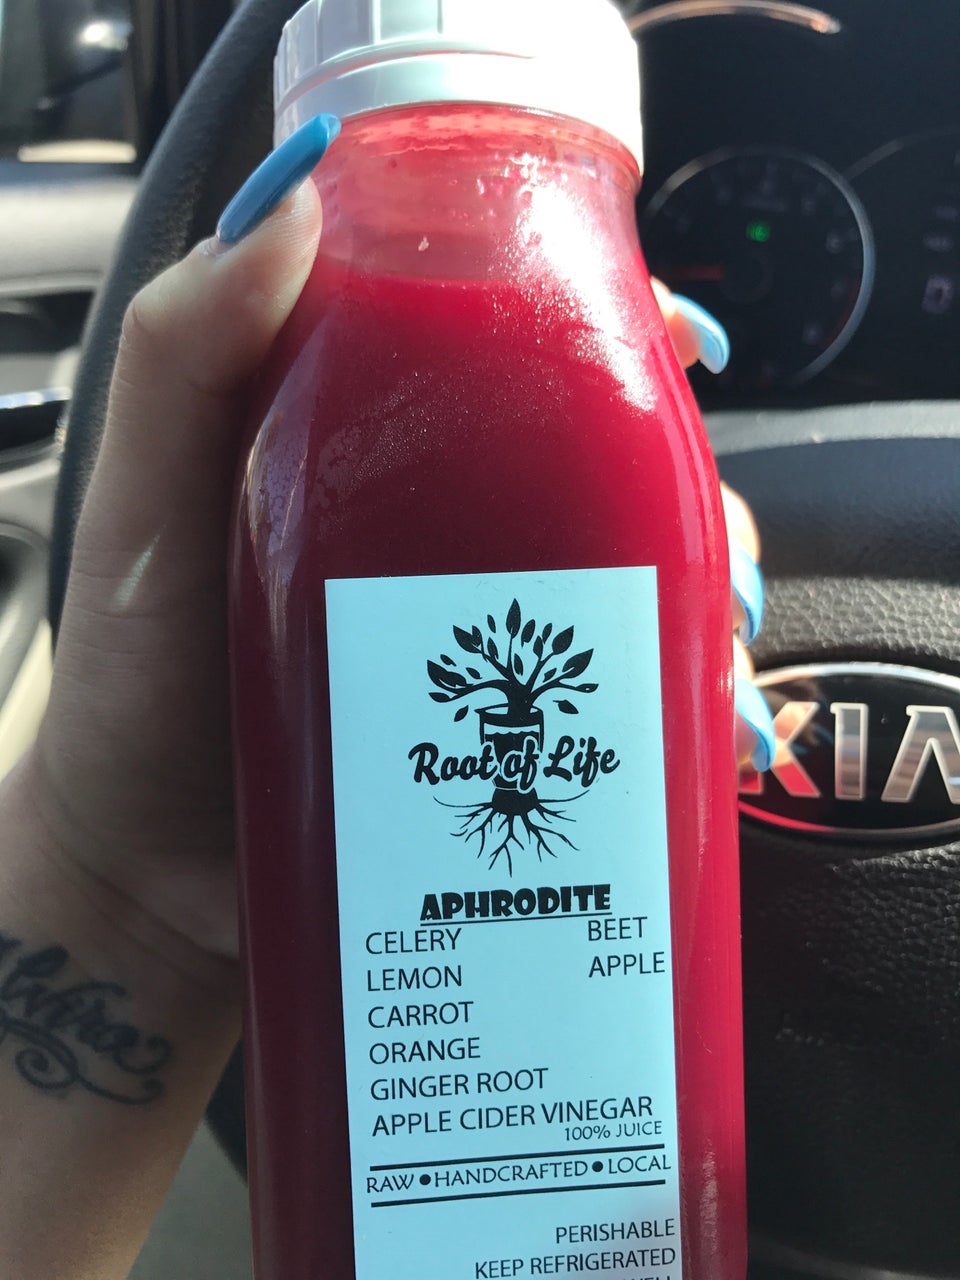 Root of Life
APHRODITE
CELERY BEET
LEMON APPLE
CARROT
ORANGE
GINGER ROOT
APPLE CIDER VINEGAR
100% JUICE
RAW•HANDCRAFTED•LOCAL
PERISHABLE
KEEP REFRIGERATED
KIA